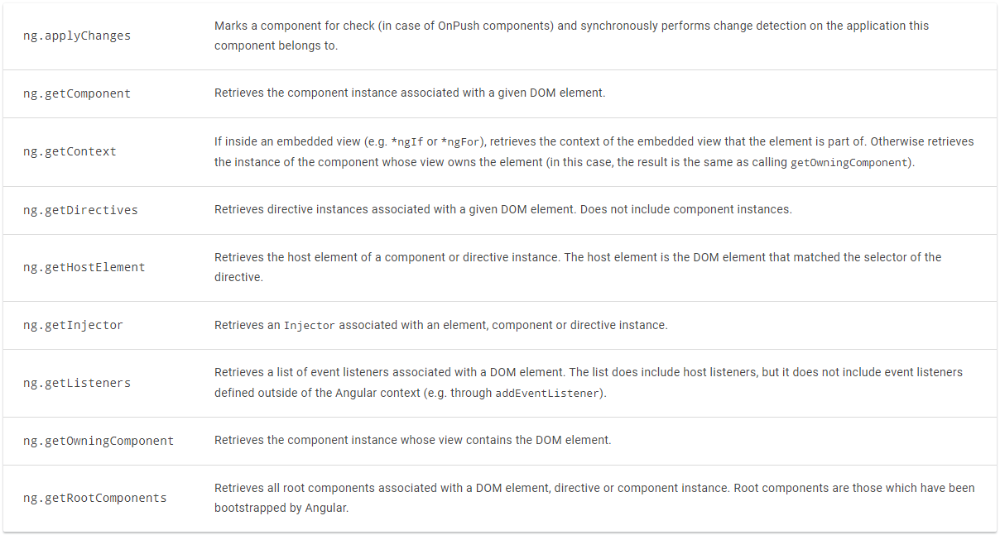 ng.applyChanges
Marks a component for check (in case of OnPush components) and synchronously performs change detection on the application this
component belongs to.
ng.getComponent
Retrieves the component instance associated with a given DOM element.
ng.getContext
If inside an embedded view (e.g. *ngIf or *ngFor), retrieves the context of the embedded view that the element is part of. Otherwise retrieves
the instance of the component whose view owns the element (in this case, the result is the same as calling getOwningComponent).
ng.getDirectives
Retrieves directive instances associated with a given DOM element. Does not include component instances.
ng.getHostElement
Retrieves the host element of a component or directive instance. The host element is the DOM element that matched the selector of the
directive.
ng.getInjector
Retrieves an Injector associated with an element, component or directive instance.
ng.getListeners
Retrieves a list of event listeners associated with a DOM element. The list does include host listeners, but it does not include event listeners
defined outside of the Angular context (e.g. through addEventListener).
ng.getOwningComponent
Retrieves the component instance whose view contains the DOM element.
ng.getRootComponents
Retrieves all root components associated with a DOM element, directive or component instance. Root components are those which have been
bootstrapped by Angular.